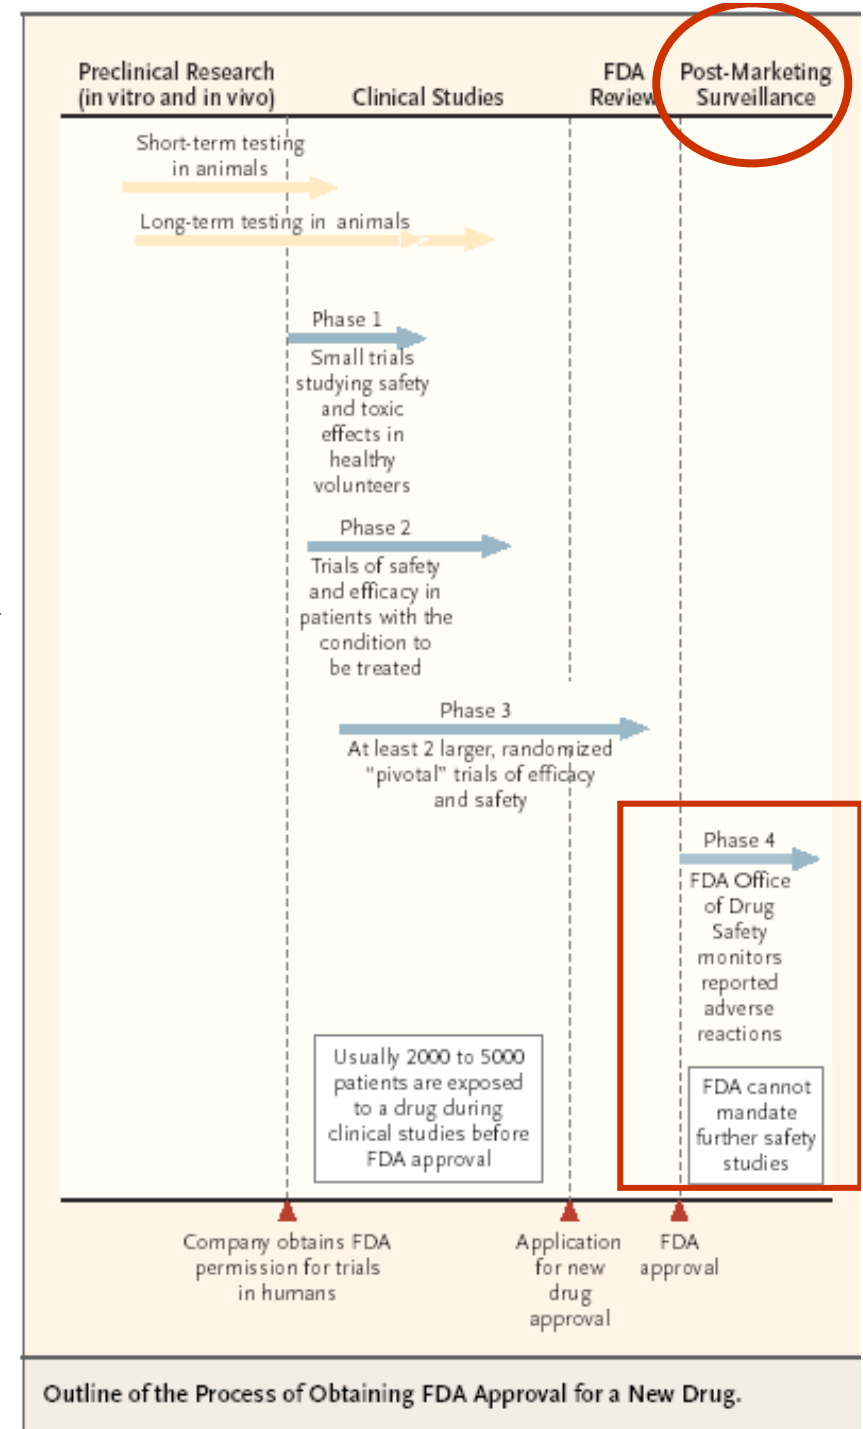 Preclinical Research
(in vitro and in vivo)
Clinical Studies
FDA
Review
Post-Marketing
Surveillance
Short-term testing
in animals
Long-term testing in animals
Phase 1
Small trials
studying safety
and toxic
effects in
healthy
volunteers
Phase 2
Trials of safety
and efficacy in
patients with the
condition to
be treated
Phase 3
At least 2 larger, randomized
"pivotal" trials of efficacy
and safety
Phase 4
FDA Office
of Drug
Safety
monitors
reported
adverse
reactions
Usually 2000 to 5000
patients are exposed
to a drug during
clinical studies before
FDA approval
FDA cannot
mandate
further safety
studies
Company obtains FDA
permission for trials
in humans
Application
for new
drug
approval
FDA
approval
Outline of the Process of Obtaining FDA Approval for a New Drug.